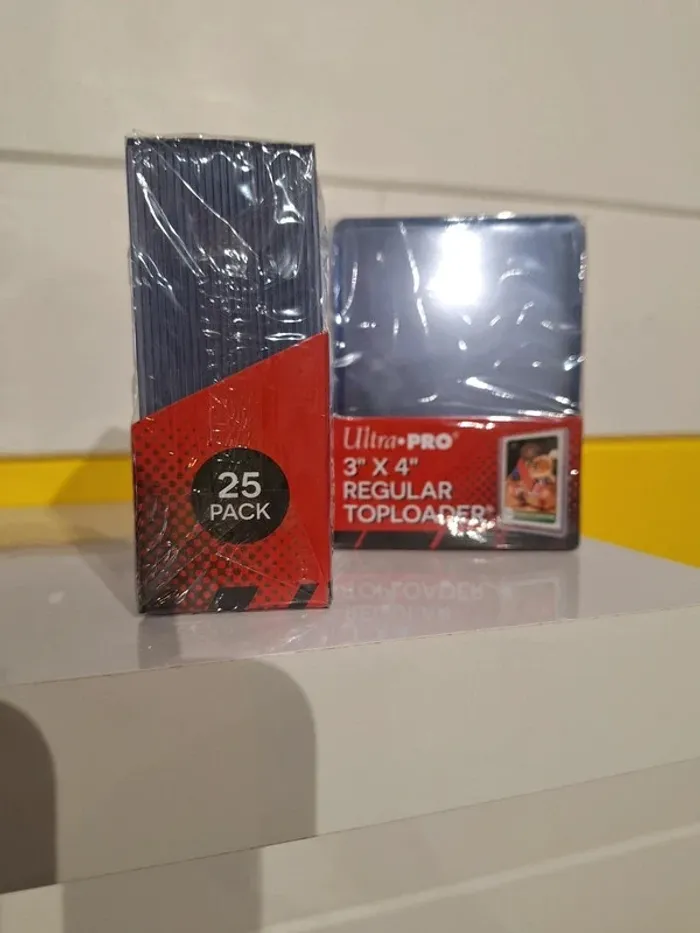 25
PACK
Ultra•PRO®
3" X 4"
REGULAR
TOPLOADER®